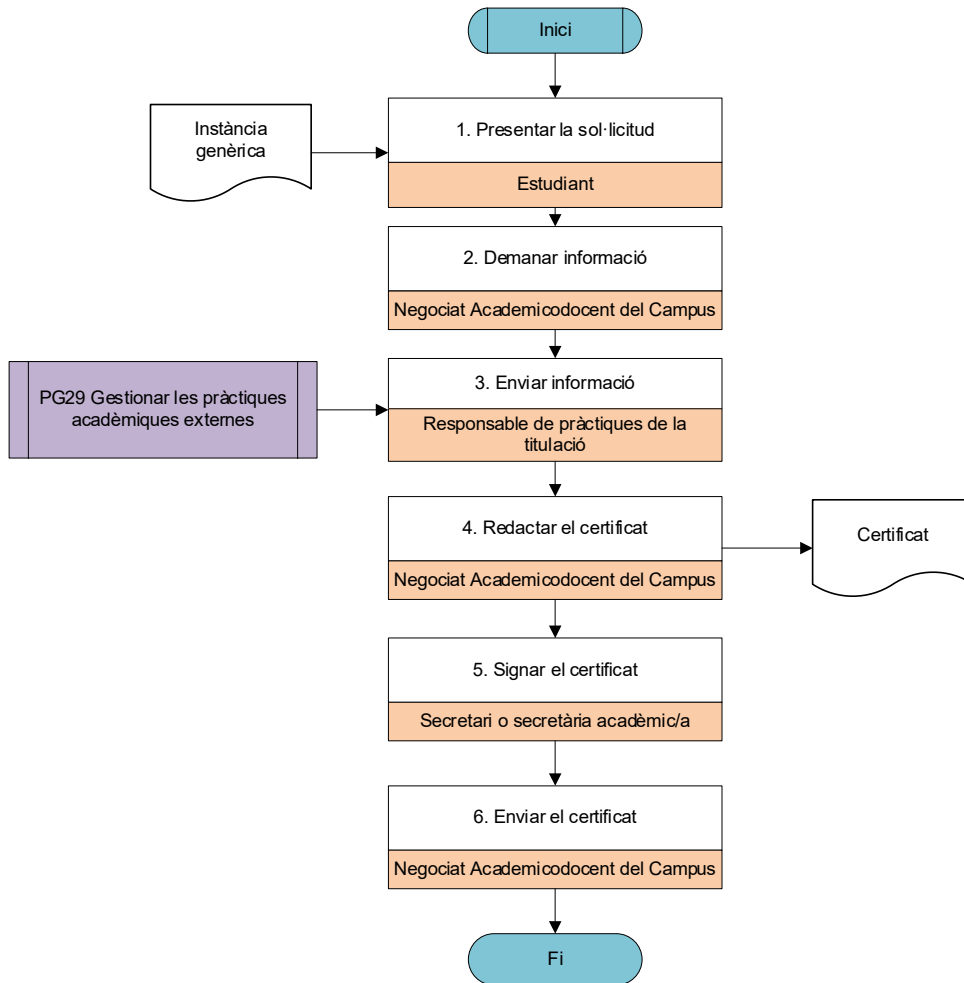 Inici
Instància
genèrica
1. Presentar la sol·licitud
Estudiant
2. Demanar informació
Negociat Academicodocent del Campus
PG29 Gestionar les pràctiques
acadèmiques externes
3. Enviar informació
Responsable de pràctiques de la
titulació
4. Redactar el certificat
Negociat Academicodocent del Campus
Certificat
5. Signar el certificat
Secretari o secretària acadèmic/a
6. Enviar el certificat
Negociat Academicodocent del Campus
Fi